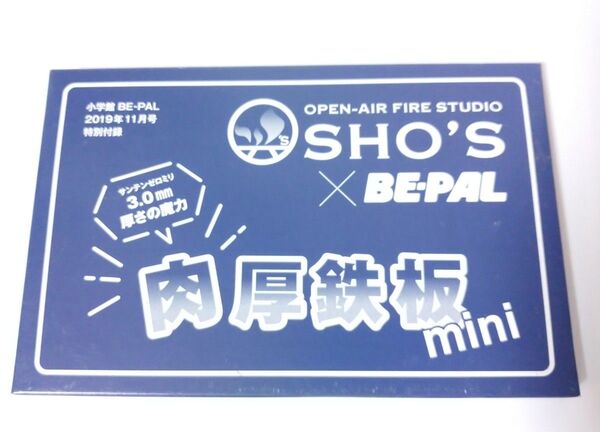 小学館 BE-PAL
2019年11月号
特別付録
OPEN-AIR FIRE STUDIO
SHO'S
×BE-PAL
サンテンゼロミリ
3.0mm
厚さの魔力
肉厚鉄板
mini